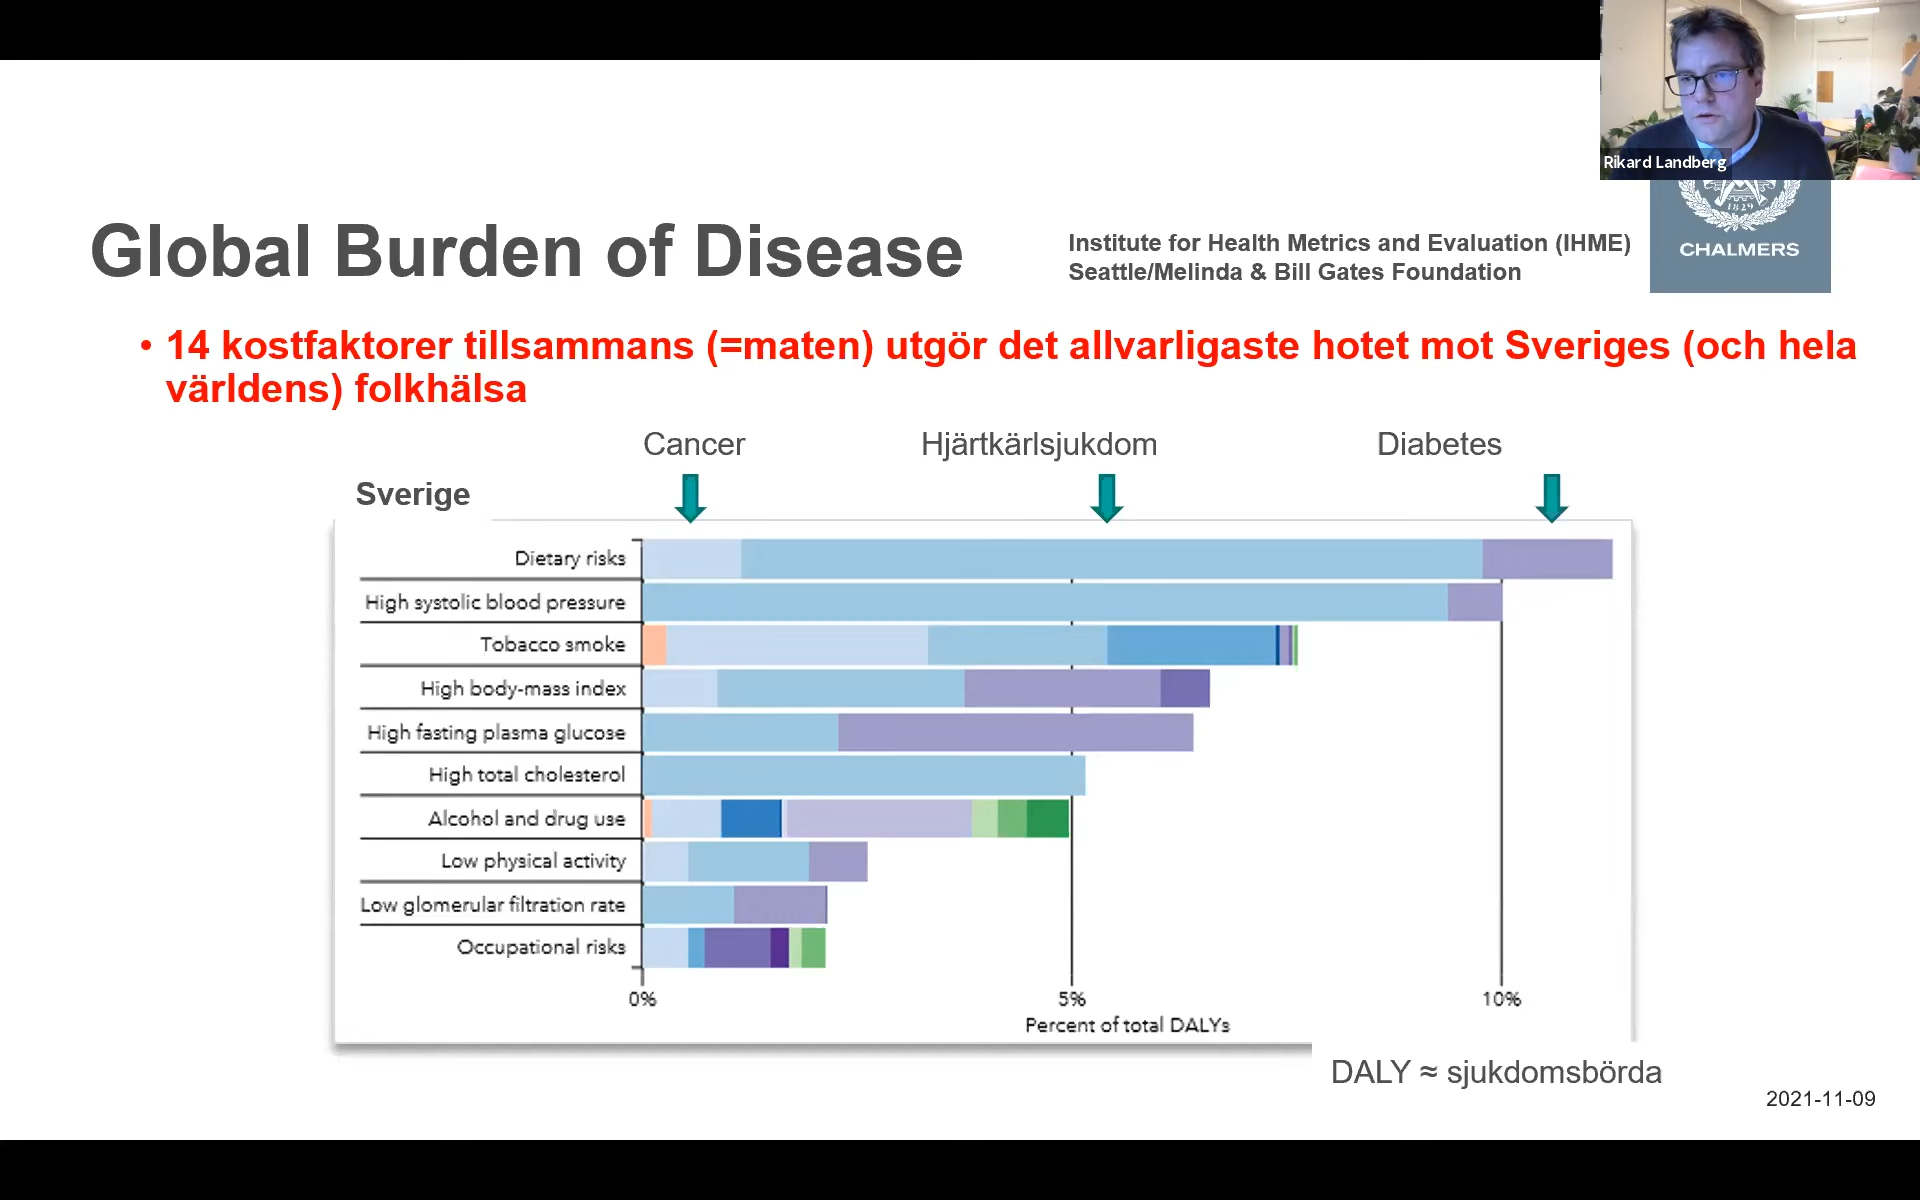 Rikard Landberg
1829
CHALMERS
Global Burden of Disease
Institute for Health Metrics and Evaluation (IHME)
Seattle/Melinda & Bill Gates Foundation
• 14 kostfaktorer tillsammans (=maten) utgör det allvarligaste hotet mot Sveriges (och hela
världens) folkhälsa
Cancer
Hjärtkärlsjukdom
Diabetes
Sverige
Dietary risks
High systolic blood pressure
Tobacco smoke
High body-mass index
High fasting plasma glucose
High total cholesterol
Alcohol and drug use
Low physical activity
Low glomerular filtration rate
Occupational risks
0%
5%
10%
Percent of total DALYs
DALY ≈ sjukdomsbörda
2021-11-09